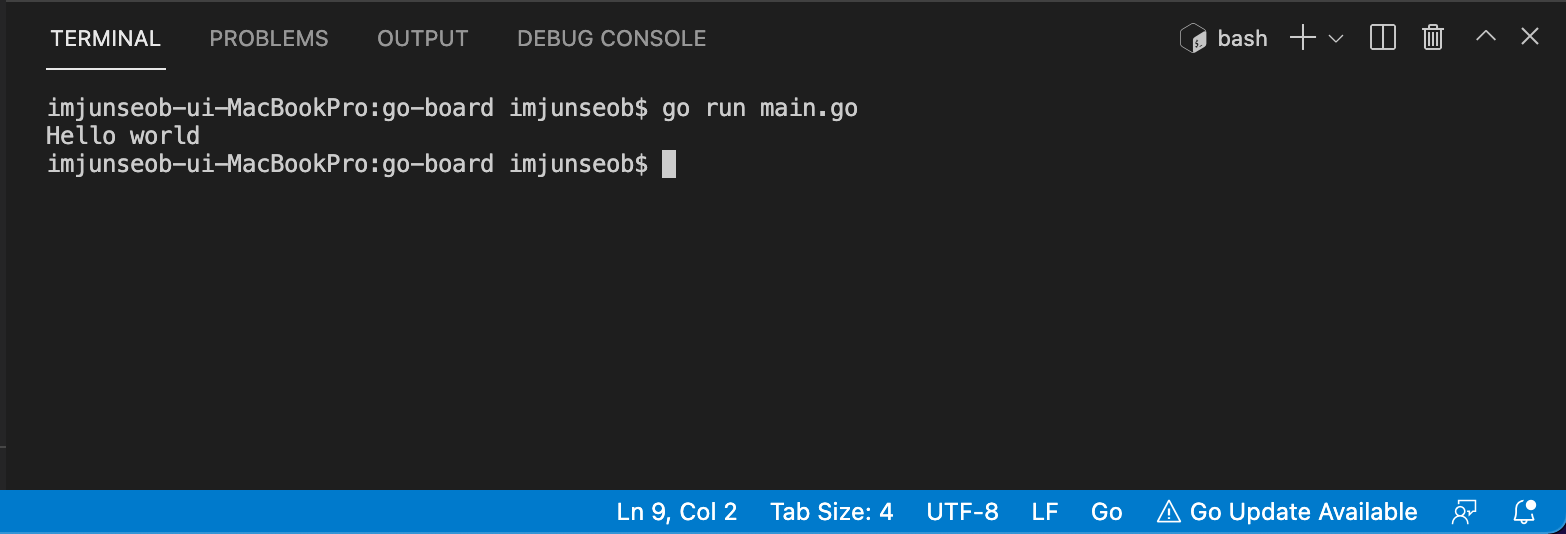 TERMINAL PROBLEMS OUTPUT DEBUG CONSOLE bash
imjunseob-ui-MacBookPro:go-board imjunseob$ go run main.go
Hello world
imjunseob-ui-MacBookPro:go-board imjunseob$
Ln 9, Col 2 Tab Size: 4 UTF-8 LF Go Go Update Available